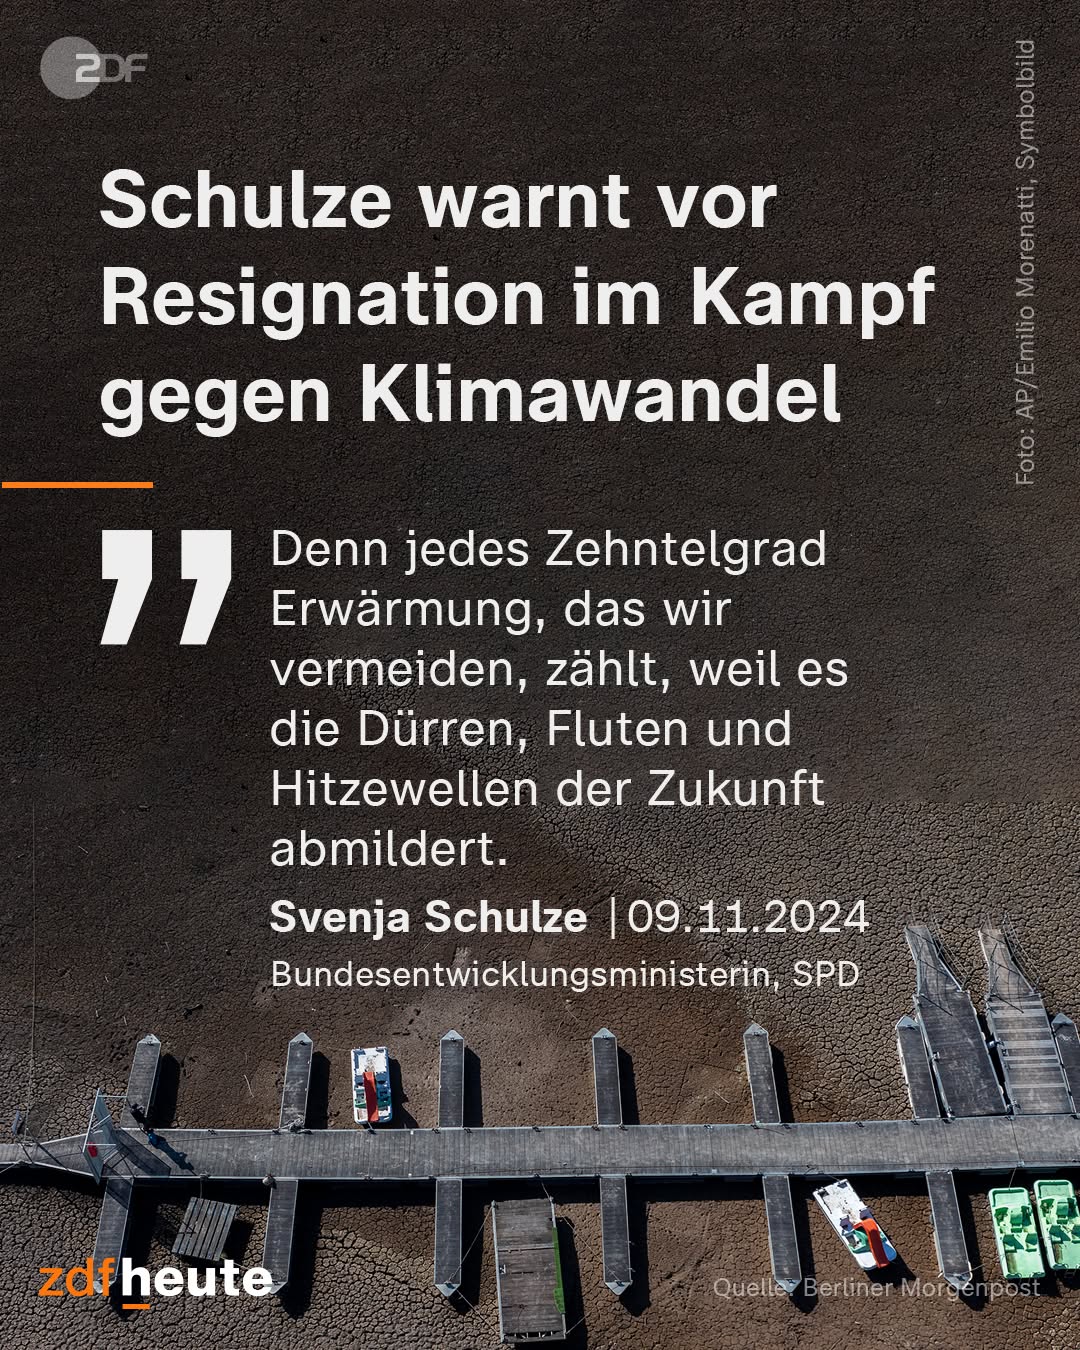 ZDF
Foto: AP/Emilio Morenatti, Symbolbild
Schulze warnt vor
Resignation im Kampf
gegen Klimawandel
”
Denn jedes Zehntelgrad
Erwärmung, das wir
vermeiden, zählt, weil es
die Dürren, Fluten und
Hitzewellen der Zukunft
abmildert.
Svenja Schulze | 09.11.2024
Bundesentwicklungsministerin, SPD
zdfheute
Quelle: Berliner Morgenpost